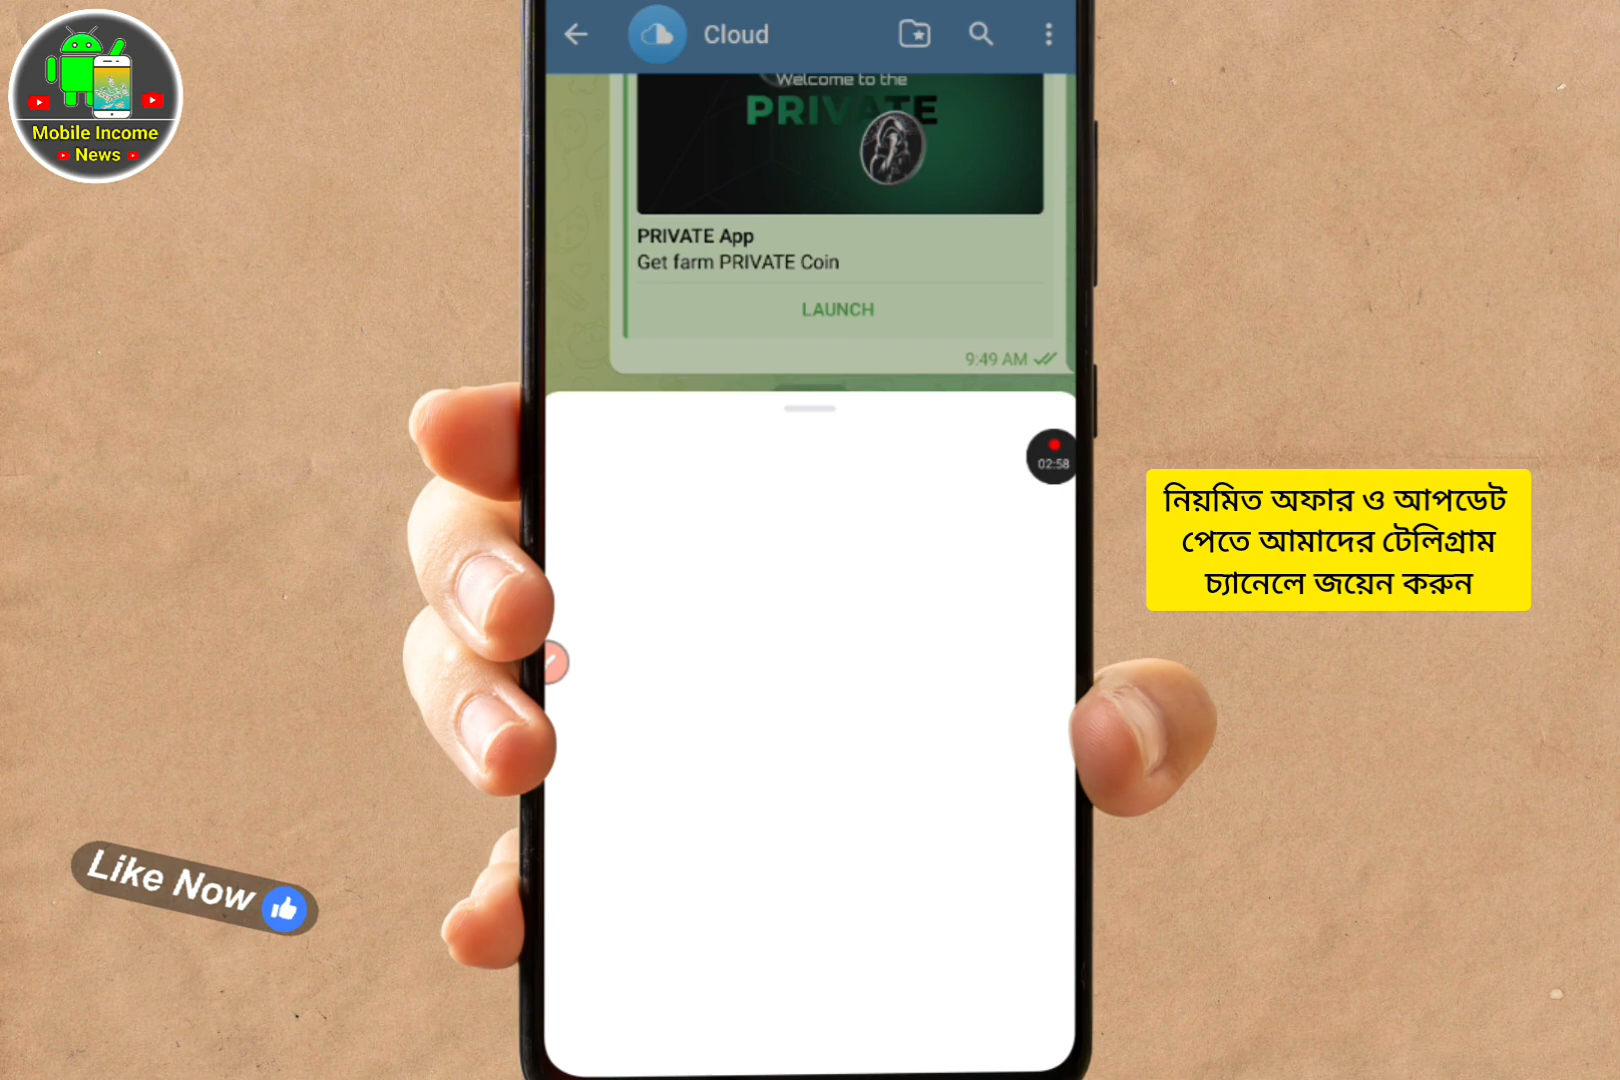 Mobile Income
News
Cloud
Welcome to the
PRIVATE
PRIVATE App
Get farm PRIVATE Coin
LAUNCH
9:49 AM
02:58
নিয়মিত অফার ও আপডেট
পেতে আমাদের টেলিগ্রাম
চ্যানেলে জয়েন করুন
Like Now